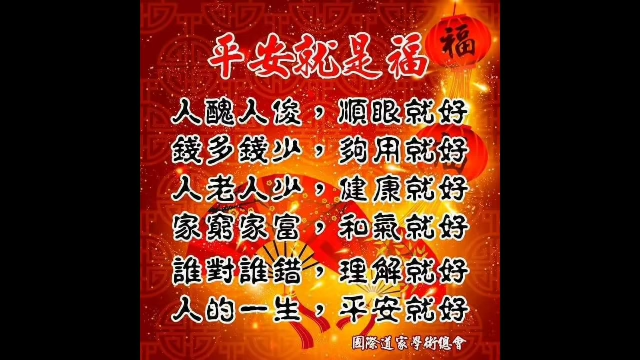 平安就是福
福
人醜人俊，順眼就好
錢多錢少，夠用就好
人老人少，健康就好
家窮家富，和氣就好
誰對誰錯，理解就好
人的一生，平安就好
國際道家學術總會